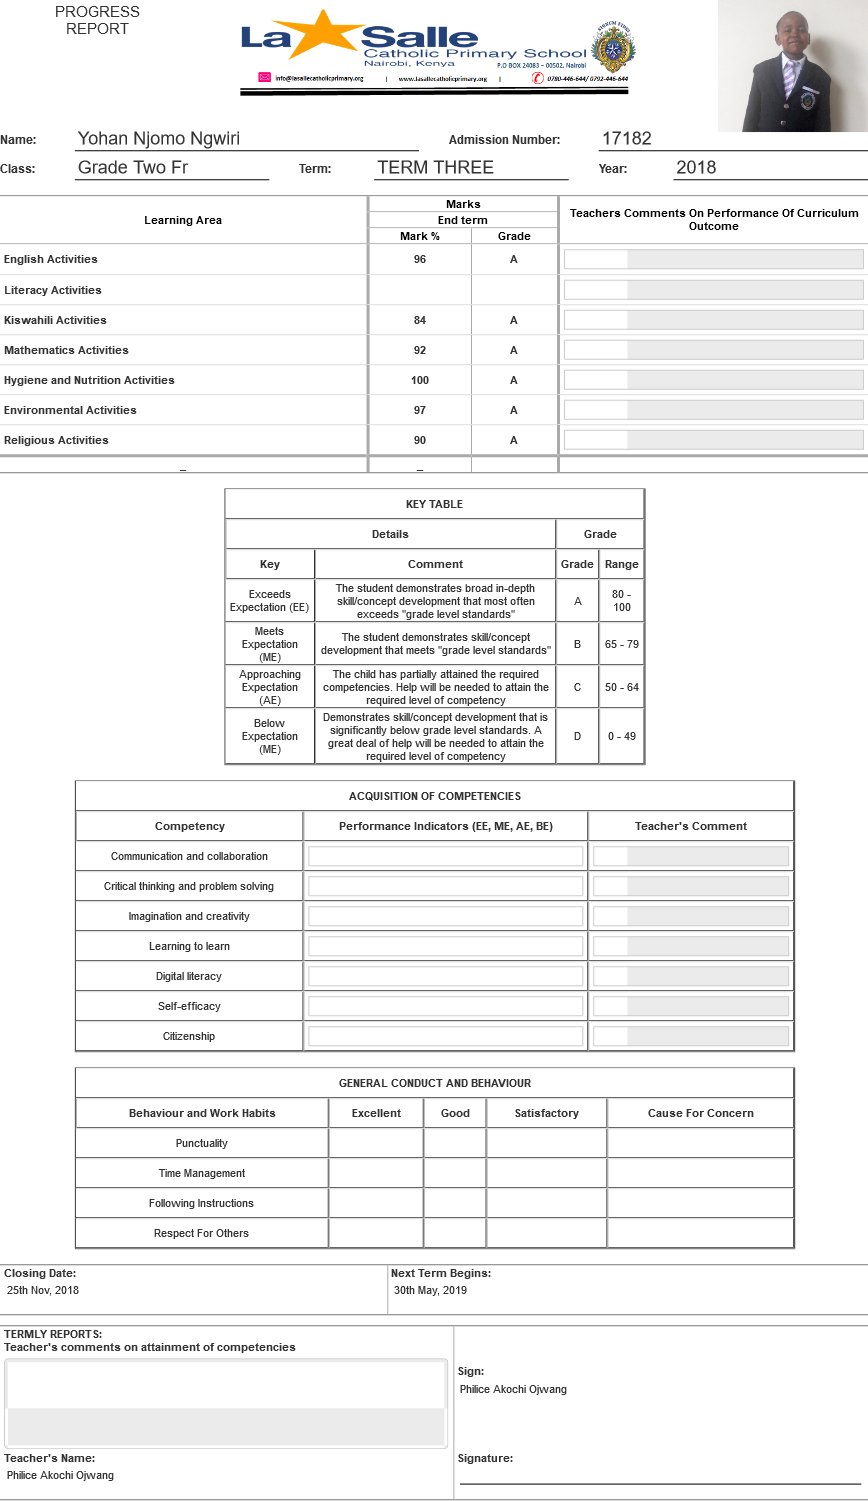 PROGRESS
REPORT
La Salle
Catholic Primary School
Nairobi, Kenya
P.O BOX 24083 – 00502, Nairobi
info@lasallecatholicprimary.org | www.lasallecatholicprimary.org | 0780-446-644/ 0792-446-644
Name: Yohan Njomo Ngwiri Admission Number: 17182
Class: Grade Two Fr Term: TERM THREE Year: 2018
Learning Area Marks Teachers Comments On Performance Of Curriculum Outcome
End term
Mark % Grade
English Activities 96 A
Literacy Activities
Kiswahili Activities 84 A
Mathematics Activities 92 A
Hygiene and Nutrition Activities 100 A
Environmental Activities 97 A
Religious Activities 90 A
_ _
KEY TABLE
Details Grade
Key Comment Grade Range
Exceeds Expectation (EE) The student demonstrates broad in-depth skill/concept development that most often exceeds "grade level standards" A 80 - 100
Meets Expectation (ME) The student demonstrates skill/concept development that meets "grade level standards" B 65 - 79
Approaching Expectation (AE) The child has partially attained the required competencies. Help will be needed to attain the required level of competency C 50 - 64
Below Expectation (ME) Demonstrates skill/concept development that is significantly below grade level standards. A great deal of help will be needed to attain the required level of competency D 0 - 49
ACQUISITION OF COMPETENCIES
Competency Performance Indicators (EE, ME, AE, BE) Teacher's Comment
Communication and collaboration
Critical thinking and problem solving
Imagination and creativity
Learning to learn
Digital literacy
Self-efficacy
Citizenship
GENERAL CONDUCT AND BEHAVIOUR
Behaviour and Work Habits Excellent Good Satisfactory Cause For Concern
Punctuality
Time Management
Following Instructions
Respect For Others
Closing Date: Next Term Begins:
25th Nov, 2018 30th May, 2019
TERMLY REPORTS:
Teacher's comments on attainment of competencies
Sign:
Philice Akochi Ojwang
Teacher's Name: Signature:
Philice Akochi Ojwang